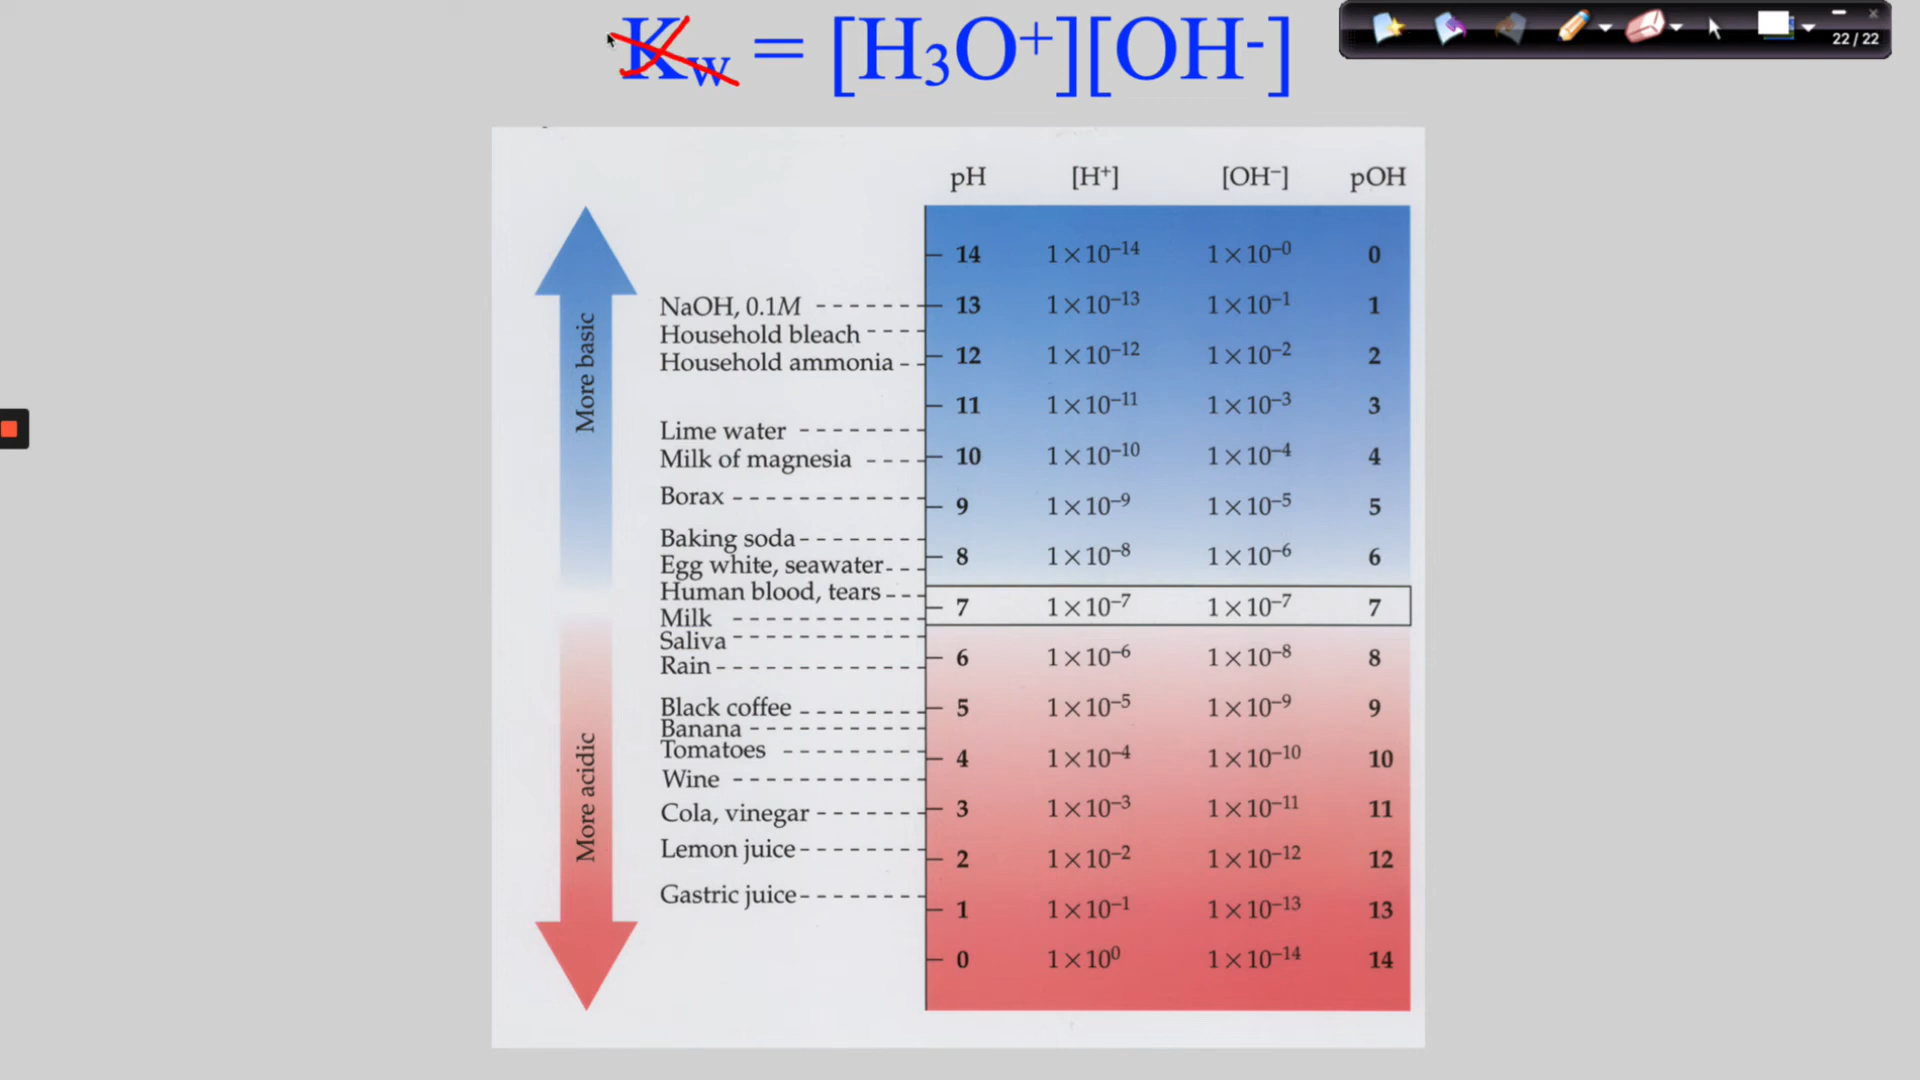 Kw = [H₃O⁺][OH⁻]
22 / 22
pH [H⁺] [OH⁻] pOH
14 1×10⁻¹⁴ 1×10⁻⁰ 0
NaOH, 0.1M 13 1×10⁻¹³ 1×10⁻¹ 1
Household bleach
Household ammonia 12 1×10⁻¹² 1×10⁻² 2
11 1×10⁻¹¹ 1×10⁻³ 3
Lime water
Milk of magnesia 10 1×10⁻¹⁰ 1×10⁻⁴ 4
Borax 9 1×10⁻⁹ 1×10⁻⁵ 5
Baking soda
Egg white, seawater 8 1×10⁻⁸ 1×10⁻⁶ 6
Human blood, tears
Milk 7 1×10⁻⁷ 1×10⁻⁷ 7
Saliva
Rain 6 1×10⁻⁶ 1×10⁻⁸ 8
Black coffee 5 1×10⁻⁵ 1×10⁻⁹ 9
Banana
Tomatoes 4 1×10⁻⁴ 1×10⁻¹⁰ 10
Wine
Cola, vinegar 3 1×10⁻³ 1×10⁻¹¹ 11
Lemon juice 2 1×10⁻² 1×10⁻¹² 12
Gastric juice 1 1×10⁻¹ 1×10⁻¹³ 13
0 1×10⁰ 1×10⁻¹⁴ 14
More basic
More acidic